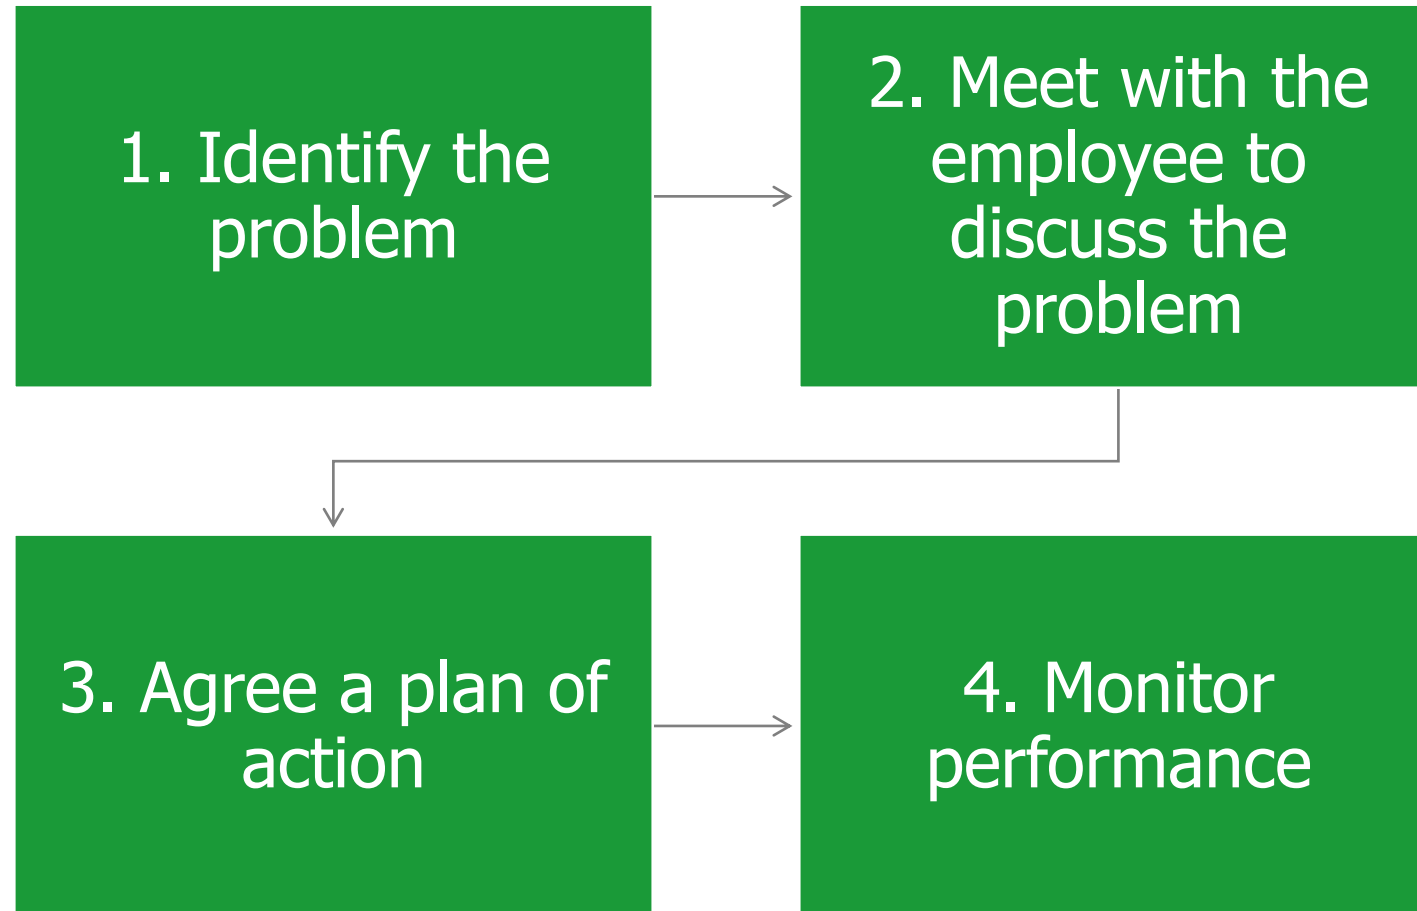 1. Identify the
problem
2. Meet with the
employee to
discuss the
problem
3. Agree a plan of
action
4. Monitor
performance